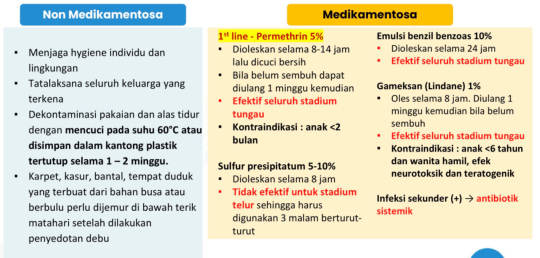 Non Medikamentosa
• Menjaga hygiene individu dan
lingkungan
• Tatalaksana seluruh keluarga yang
terkena
• Dekontaminasi pakaian dan alas tidur
dengan mencuci pada suhu 60°C atau
disimpan dalam kantong plastik
tertutup selama 1 – 2 minggu.
• Karpet, kasur, bantal, tempat duduk
yang terbuat dari bahan busa atau
berbulu perlu dijemur di bawah terik
matahari setelah dilakukan
penyedotan debu
Medikamentosa
1st line - Permethrin 5%
• Dioleskan selama 8-14 jam
lalu dicuci bersih
• Bila belum sembuh dapat
diulang 1 minggu kemudian
• Efektif seluruh stadium
tungau
• Kontraindikasi : anak <2
bulan
Sulfur presipitatum 5-10%
• Dioleskan selama 8 jam
• Tidak efektif untuk stadium
telur sehingga harus
digunakan 3 malam berturut-
turut
Emulsi benzil benzoas 10%
• Dioleskan selama 24 jam
• Efektif seluruh stadium tungau
Gameksan (Lindane) 1%
• Oles selama 8 jam. Diulang 1
minggu kemudian bila belum
sembuh
• Efektif seluruh stadium tungau
• Kontraindikasi : anak <6 tahun
dan wanita hamil, efek
neurotoksik dan teratogenik
Infeksi sekunder (+) → antibiotik
sistemik